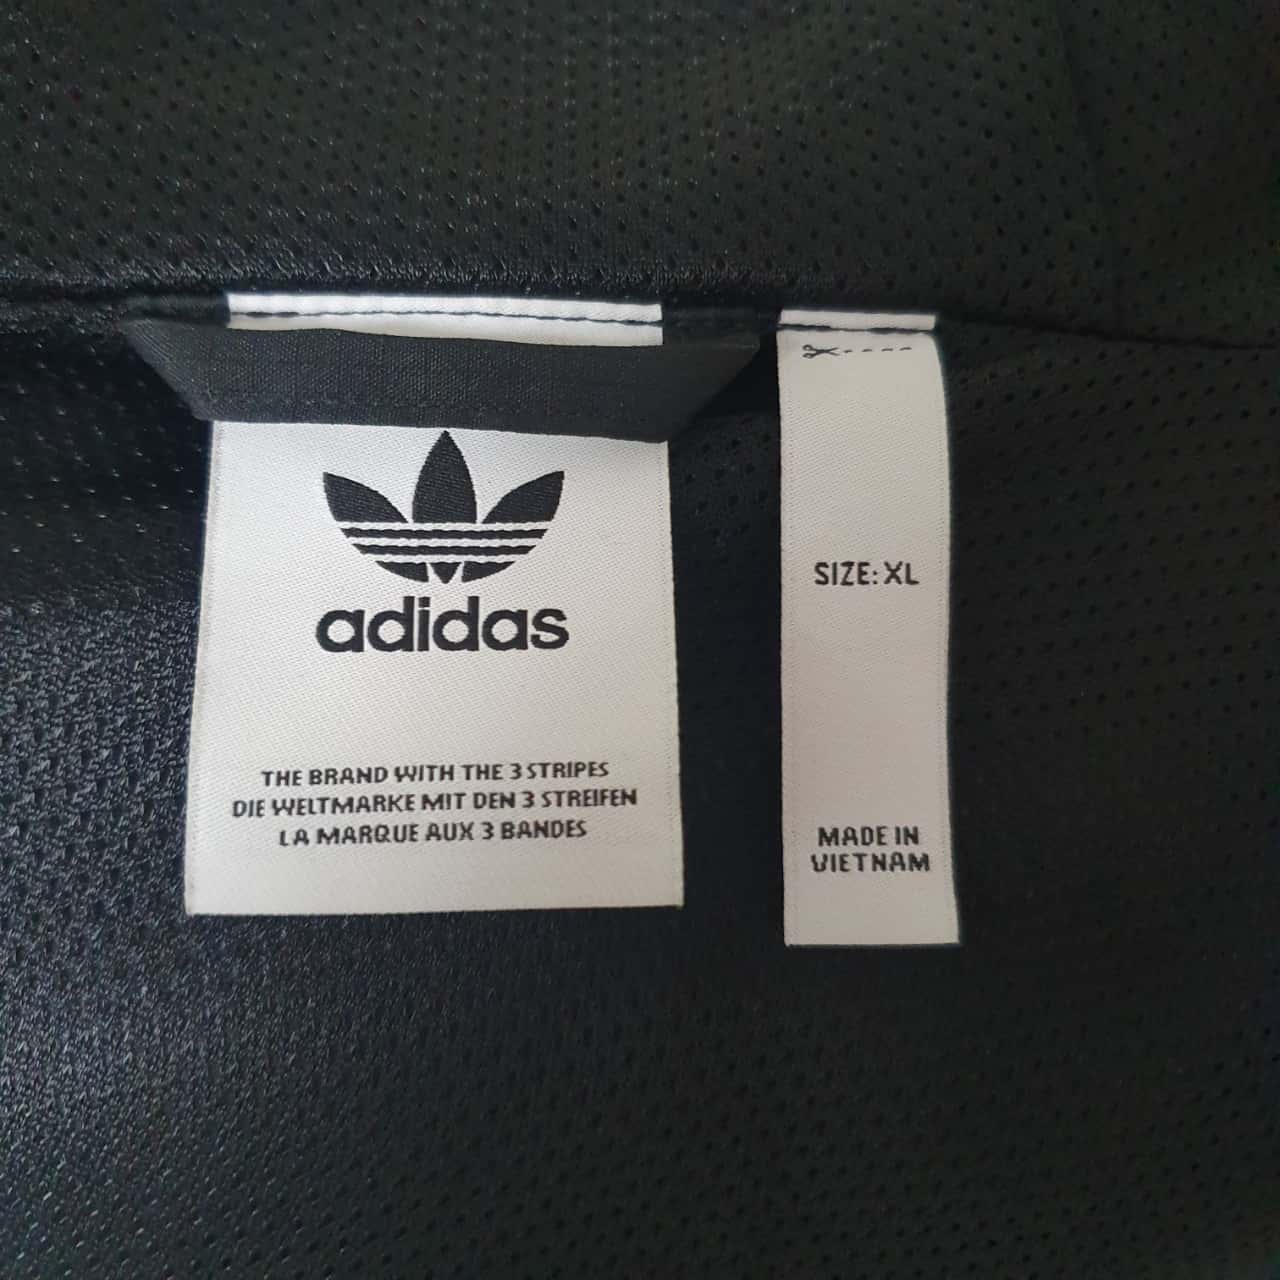 adidas
THE BRAND WITH THE 3 STRIPES
DIE WELTMARKE MIT DEN 3 STREIFEN
LA MARQUE AUX 3 BANDES
SIZE: XL
MADE IN
VIETNAM